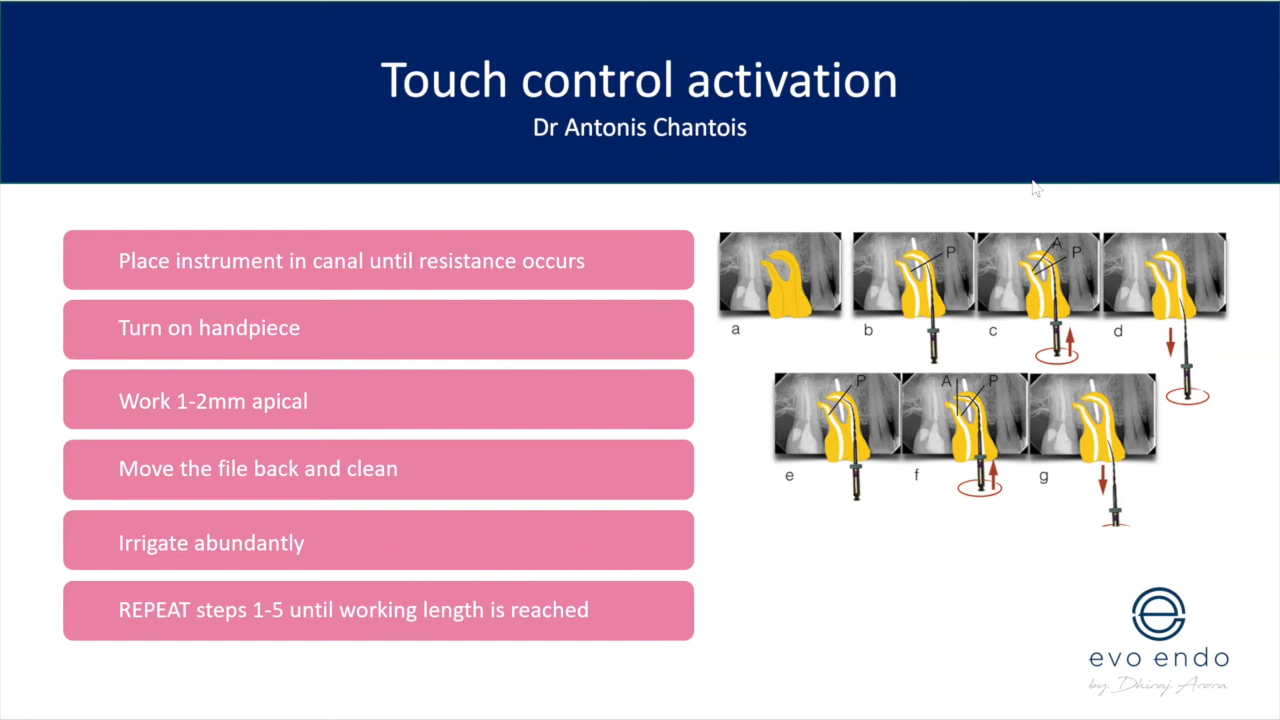 Touch control activation
Dr Antonis Chantois
Place instrument in canal until resistance occurs
Turn on handpiece
Work 1-2mm apical
Move the file back and clean
Irrigate abundantly
REPEAT steps 1-5 until working length is reached
P
A
P
a
b
c
d
P
A
P
e
f
g
e
evo endo
by Dhiraj Arora